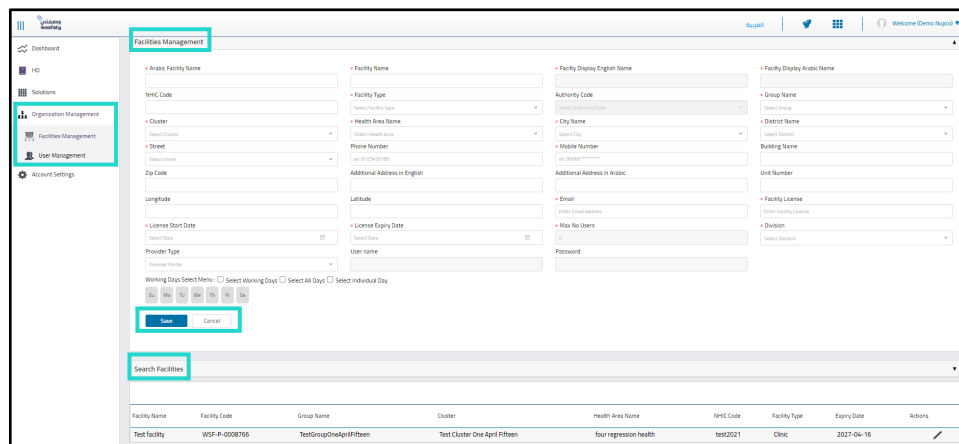 وصفتي
wasfaty
العربية
Welcome (Demo Nupco)
Dashboard
HD
Solutions
Organization Management
Facilities Management
User Management
Account Settings
Facilities Management
* Arabic Facility Name
* Facility Name
* Facility Display English Name
* Facility Display Arabic Name
NHIC Code
* Facility Type
Authority Code
* Group Name
Select Facility type
Select Authority Code
Select Group
* Cluster
* Health Area Name
* City Name
* District Name
Select Cluster
Select Health Area
Select City
Select District
* Street
Phone Number
* Mobile Number
Building Name
Select street
ex: 0123456789
Zip Code
Additional Address in English
Additional Address in Arabic
Unit Number
Longitude
Latitude
* Email
* Facility License
Enter Email address
Enter Facility License
* License Start Date
* License Expiry Date
* Max No Users
* Division
Select Date
Select Date
0
Select Division
Provider Type
User name
Password
Provider Portal
Working Days Select Menu : Select Working Days Select All Days Select Individual Day
Su Mo Tu We Th Fr Sa
Save Cancel
Search Facilities
Facility Name Facility Code Group Name Cluster Health Area Name NHIC Code Facility Type Expiry Date Actions
Test facility WSF-P-0008766 TestGroupOneAprilFifteen Test Cluster One April Fifteen four regression health test2021 Clinic 2027-04-16